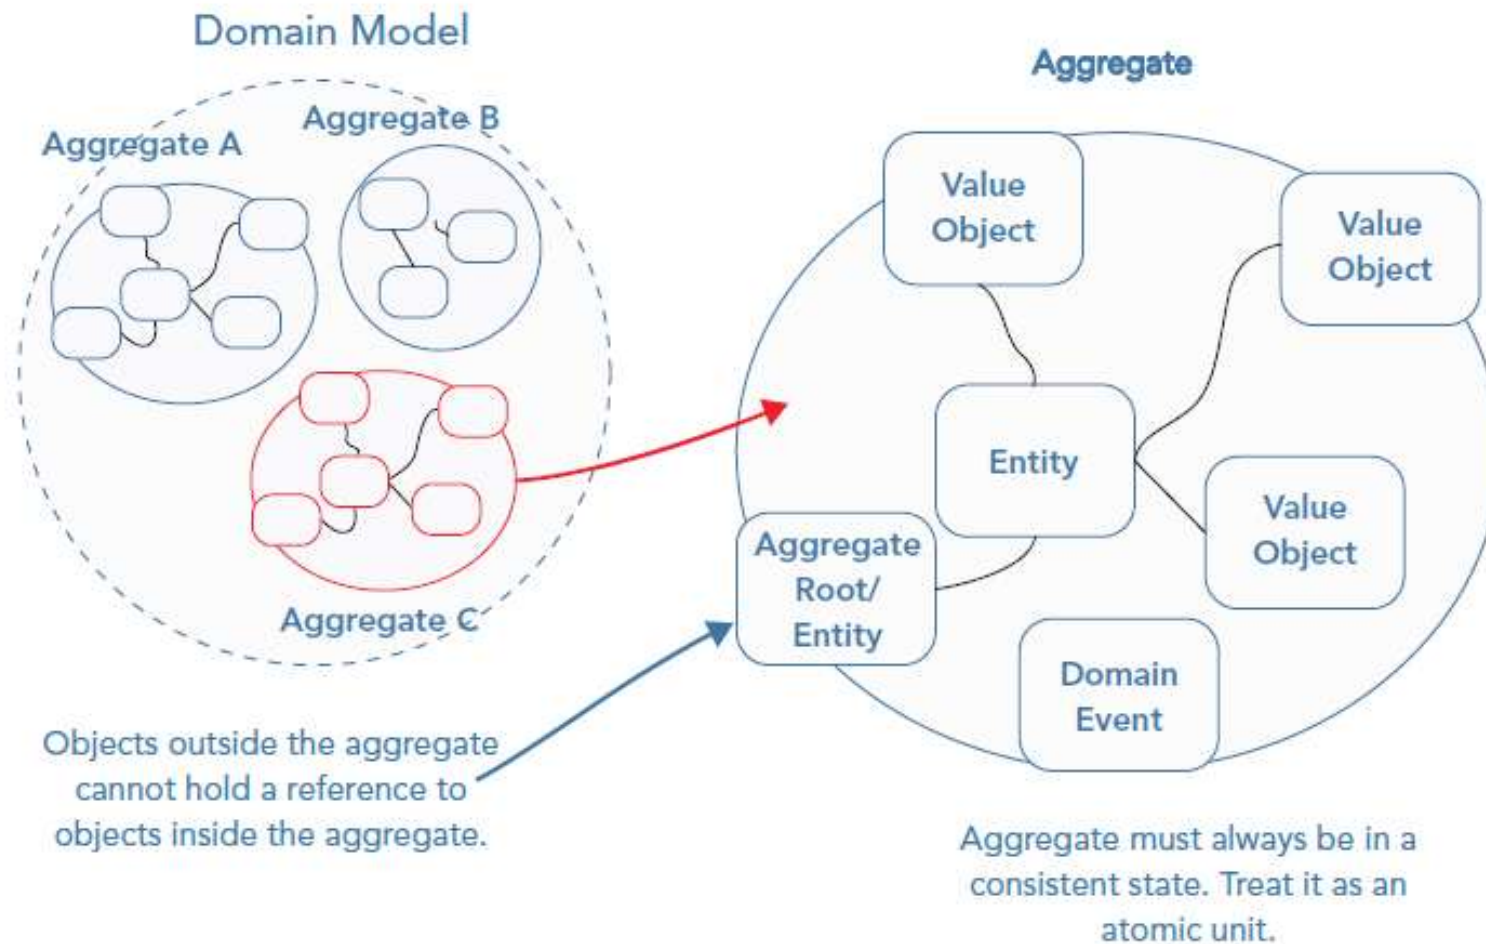 Domain Model
Aggregate A
Aggregate B
Aggregate C
Objects outside the aggregate
cannot hold a reference to
objects inside the aggregate.
Aggregate
Value
Object
Value
Object
Entity
Value
Object
Aggregate
Root/
Entity
Domain
Event
Aggregate must always be in a
consistent state. Treat it as an
atomic unit.